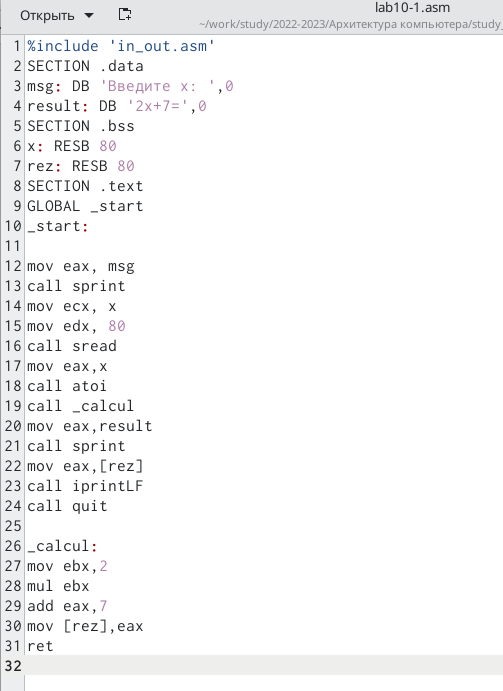 Открыть
lab10-1.asm
~/work/study/2022-2023/Архитектура компьютера/study_
1 %include 'in_out.asm'
2 SECTION .data
3 msg: DB 'Введите x: ',0
4 result: DB '2x+7=',0
5 SECTION .bss
6 x: RESB 80
7 rez: RESB 80
8 SECTION .text
9 GLOBAL _start
10 _start:
11
12 mov eax, msg
13 call sprint
14 mov ecx, x
15 mov edx, 80
16 call sread
17 mov eax,x
18 call atoi
19 call _calcul
20 mov eax,result
21 call sprint
22 mov eax,[rez]
23 call iprintLF
24 call quit
25
26 _calcul:
27 mov ebx,2
28 mul ebx
29 add eax,7
30 mov [rez],eax
31 ret
32